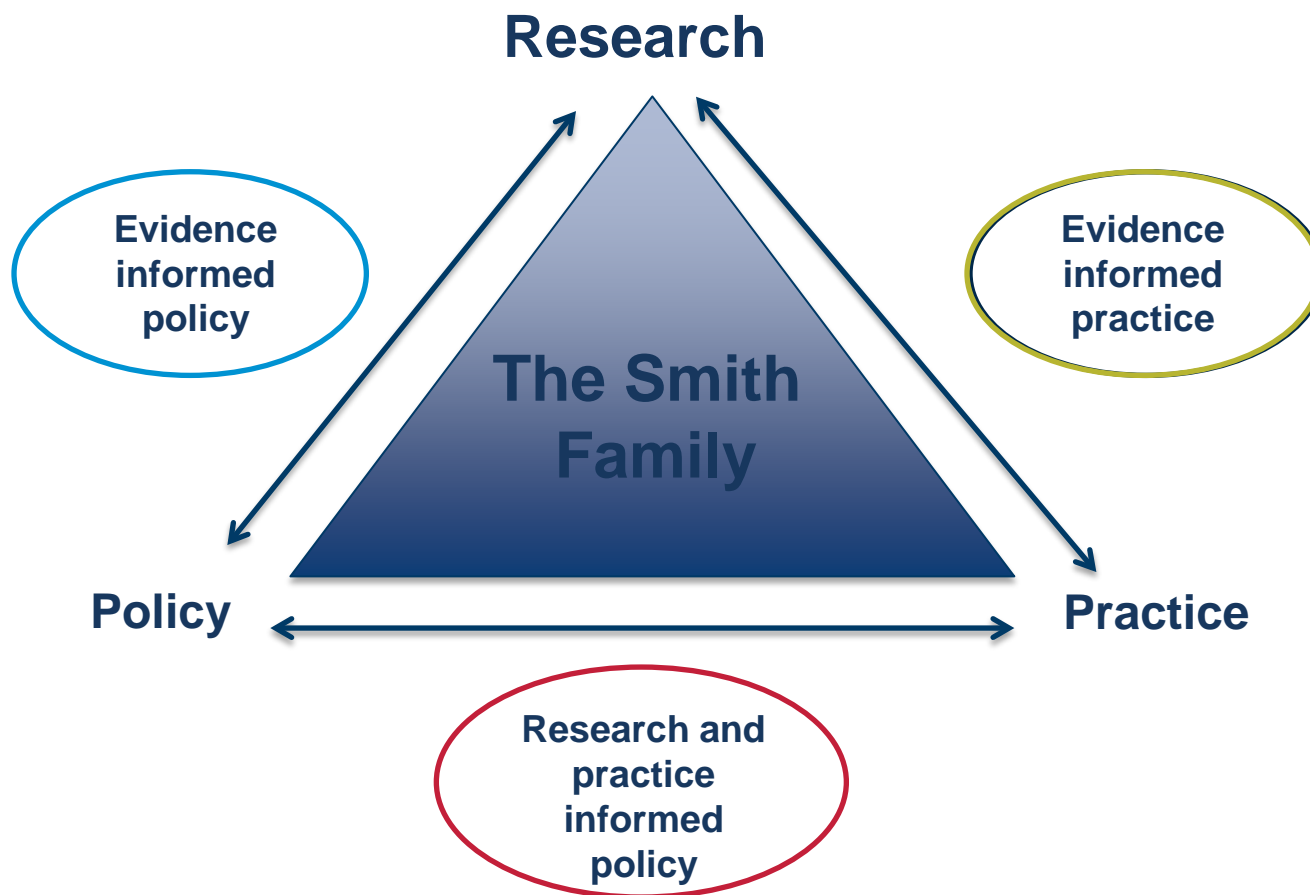 Research
Evidence
informed
policy
Evidence
informed
practice
The Smith
Family
Policy
Practice
Research and
practice
informed
policy